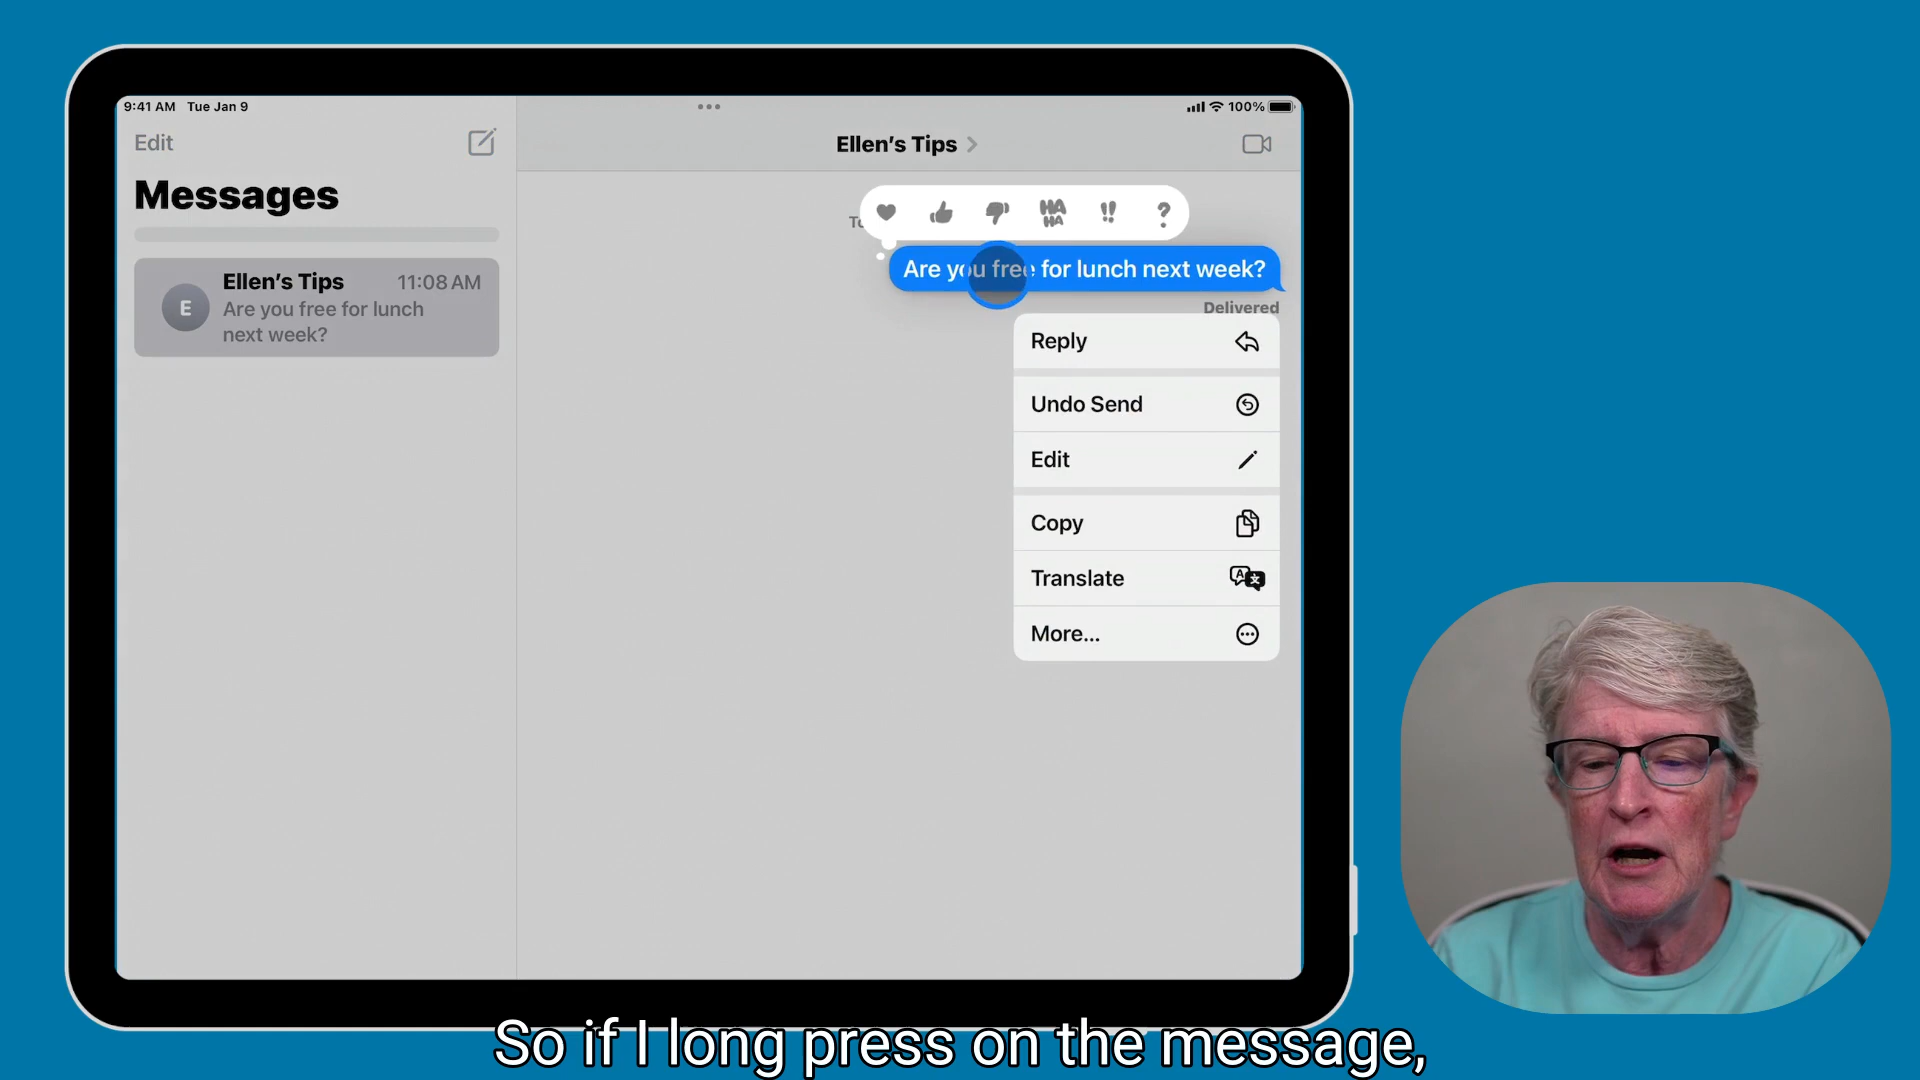 9:41 AM Tue Jan 9
100%
Edit
Messages
Ellen's Tips 11:08 AM
E
Are you free for lunch
next week?
Ellen's Tips
HA
HA
!!
?
Are you free for lunch next week?
Delivered
Reply
Undo Send
Edit
Copy
Translate
More...
So if I long press on the message,